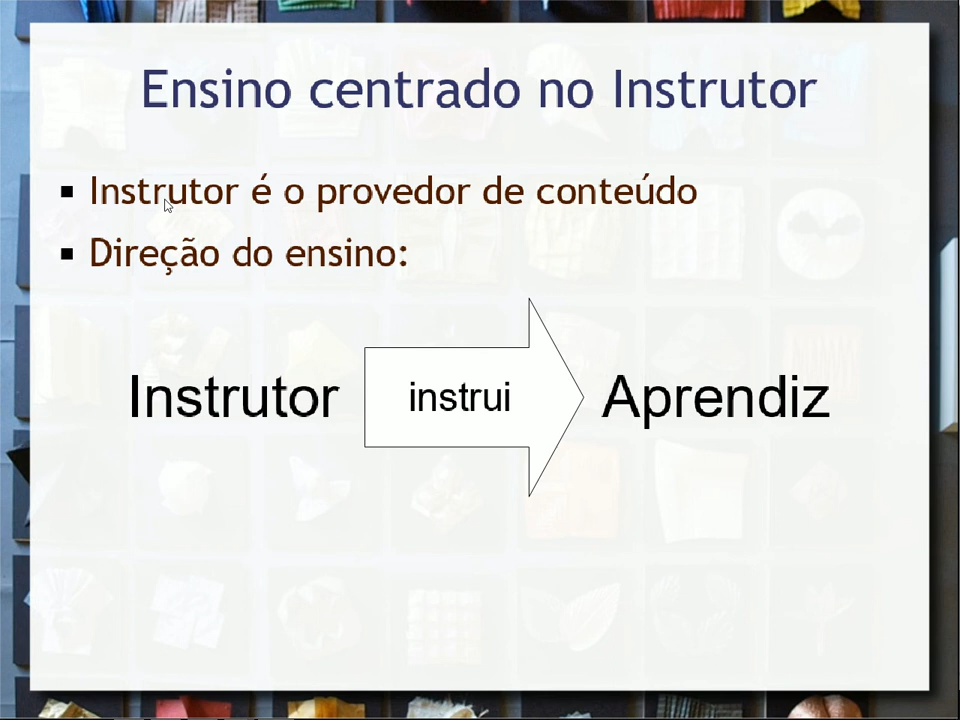 Ensino centrado no Instrutor
Instrutor é o provedor de conteúdo
Direção do ensino:
Instrutor instrui Aprendiz